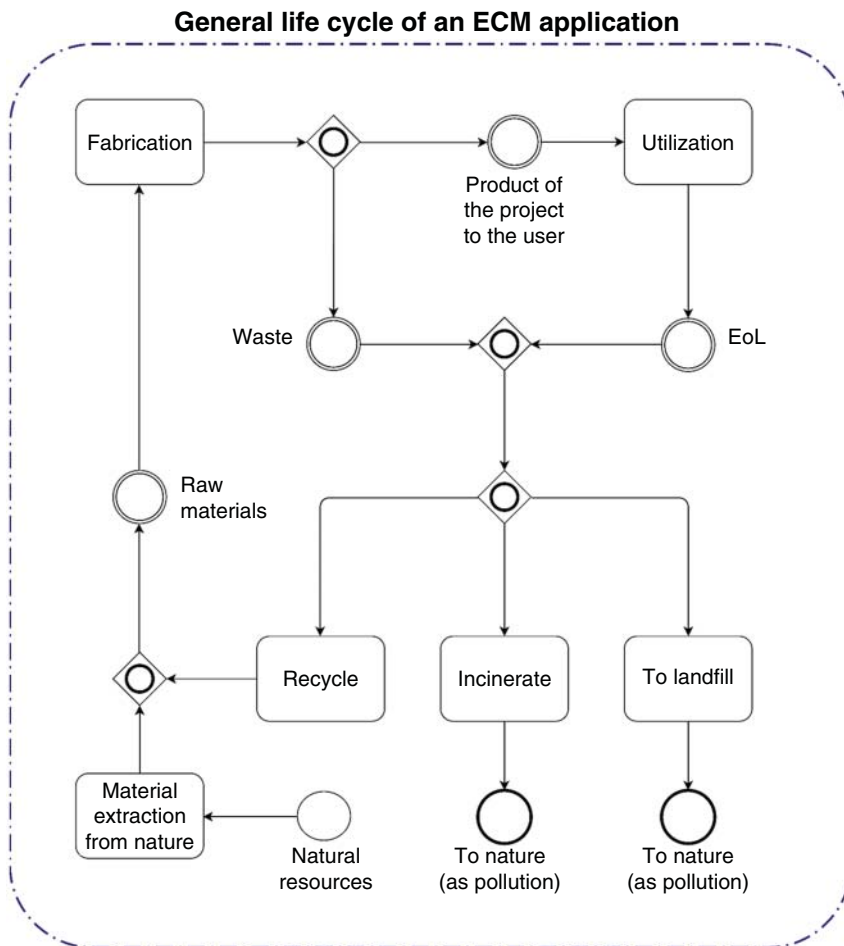 General life cycle of an ECM application
Fabrication
Utilization
Product of
the project
to the user
Waste
EoL
Raw
materials
Recycle
Incinerate
To landfill
Material
extraction
from nature
Natural
resources
To nature
(as pollution)
To nature
(as pollution)